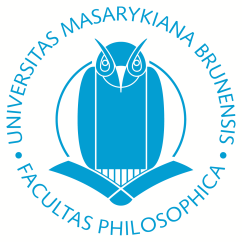 • UNIVERSITAS MASARYKIANA BRUNENSIS •
FACULTAS PHILOSOPHICA